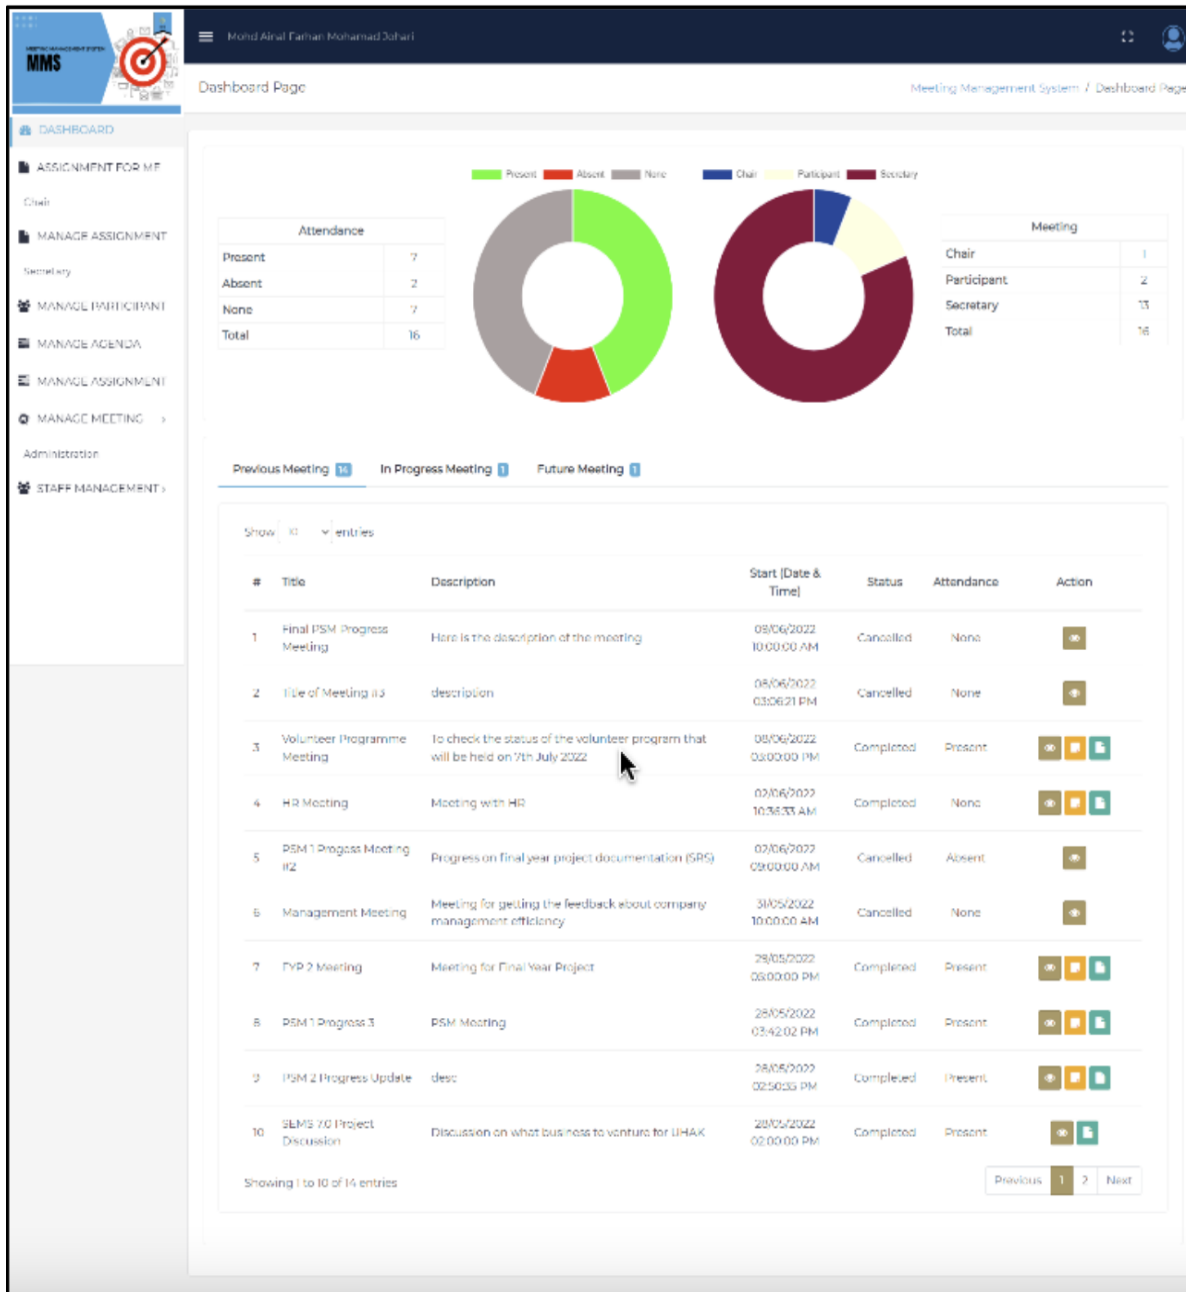 MEETING MANAGEMENT SYSTEM
MMS
Mohd Ainal Farhan Mohamad Johari
Dashboard Page
Meeting Management System / Dashboard Page
DASHBOARD
ASSIGNMENT FOR ME
Chair
MANAGE ASSIGNMENT
Secretary
MANAGE PARTICIPANT
MANAGE AGENDA
MANAGE ASSIGNMENT
MANAGE MEETING
Administration
STAFF MANAGEMENT
Present Absent None
Chair Participant Secretary
Attendance
Present 7
Absent 2
None 7
Total 16
Meeting
Chair 1
Participant 2
Secretary 13
Total 16
Previous Meeting 14 In Progress Meeting 1 Future Meeting 1
Show 10 entries
# Title Description Start (Date & Time) Status Attendance Action
1 Final PSM Progress Meeting Here is the description of the meeting 09/06/2022 10:00:00 AM Cancelled None
2 Title of Meeting #3 description 08/06/2022 03:06:21 PM Cancelled None
3 Volunteer Programme Meeting To check the status of the volunteer program that will be held on 7th July 2022 08/06/2022 03:00:00 PM Completed Present
4 HR Meeting Meeting with HR 02/06/2022 10:36:33 AM Completed None
5 PSM 1 Progess Meeting #2 Progress on final year project documentation (SRS) 02/06/2022 09:00:00 AM Cancelled Absent
6 Management Meeting Meeting for getting the feedback about company management efficiency 31/05/2022 10:00:00 AM Cancelled None
7 FYP 2 Meeting Meeting for Final Year Project 29/05/2022 05:00:00 PM Completed Present
8 PSM 1 Progress 3 PSM Meeting 28/05/2022 03:42:02 PM Completed Present
9 PSM 2 Progress Update desc 28/05/2022 02:50:35 PM Completed Present
10 SEMS 7.0 Project Discussion Discussion on what business to venture for UHAK 28/05/2022 02:00:00 PM Completed Present
Showing 1 to 10 of 14 entries
Previous 1 2 Next